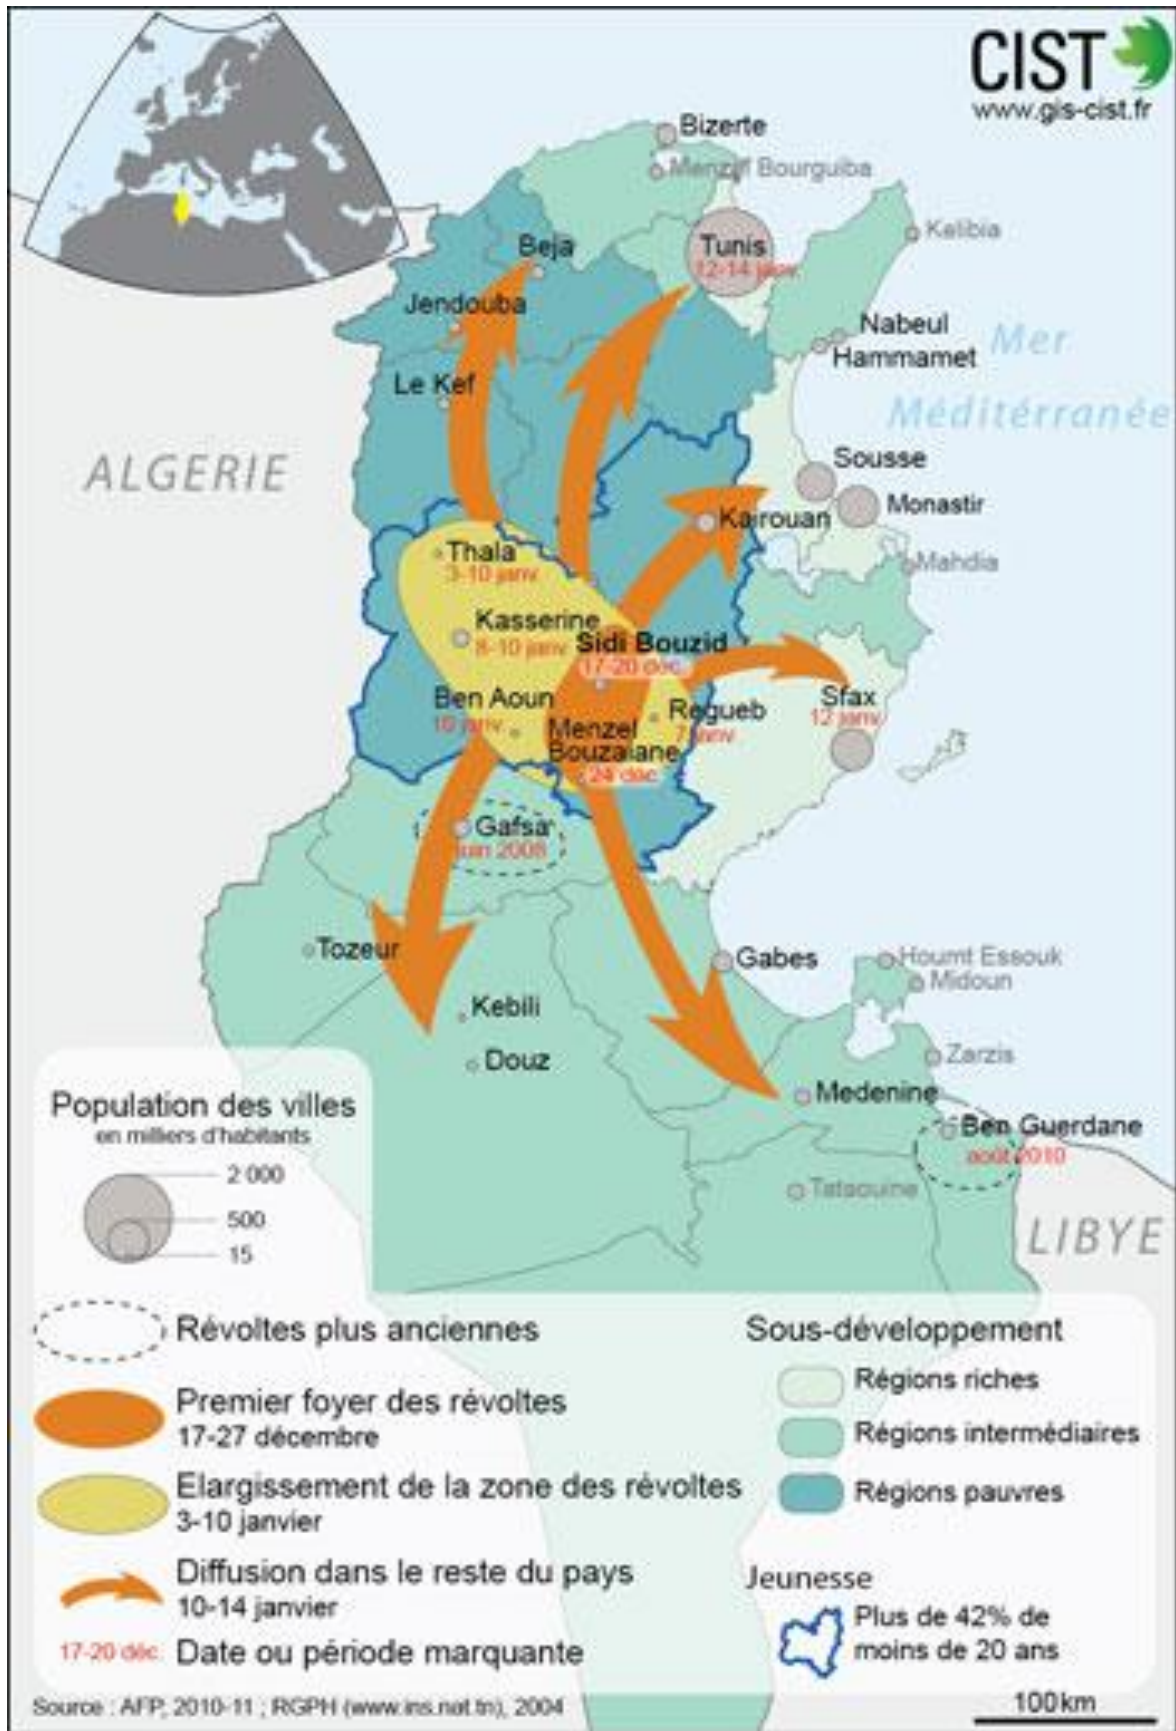 CIST
www.gis-cist.fr
Bizerte
Menzel Bourguiba
Tunis
12-14 janv.
Kelibia
Beja
Jendouba
Nabeul
Hammamet
Mer
Méditérranée
Le Kef
ALGERIE
Sousse
Monastir
Kairouan
Mahdia
Thala
3-10 janv.
Kasserine
8-10 janv.
Sidi Bouzid
17-20 déc.
Ben Aoun
10 janv.
Regueb
7 janv.
Sfax
12 janv.
Menzel
Bouzaïane
24 déc.
Gafsa
juin 2008
Tozeur
Gabes
Houmt Essouk
Midoun
Kebili
Douz
Zarzis
Medenine
Ben Guerdane
août 2010
Tataouine
LIBYE
Population des villes
en milliers d'habitants
2 000
500
15
Révoltes plus anciennes
Premier foyer des révoltes
17-27 décembre
Elargissement de la zone des révoltes
3-10 janvier
Diffusion dans le reste du pays
10-14 janvier
17-20 déc. Date ou période marquante
Sous-développement
Régions riches
Régions intermédiaires
Régions pauvres
Jeunesse
Plus de 42% de
moins de 20 ans
Source : AFP, 2010-11 ; RGPH (www.ins.nat.tn), 2004
100 km